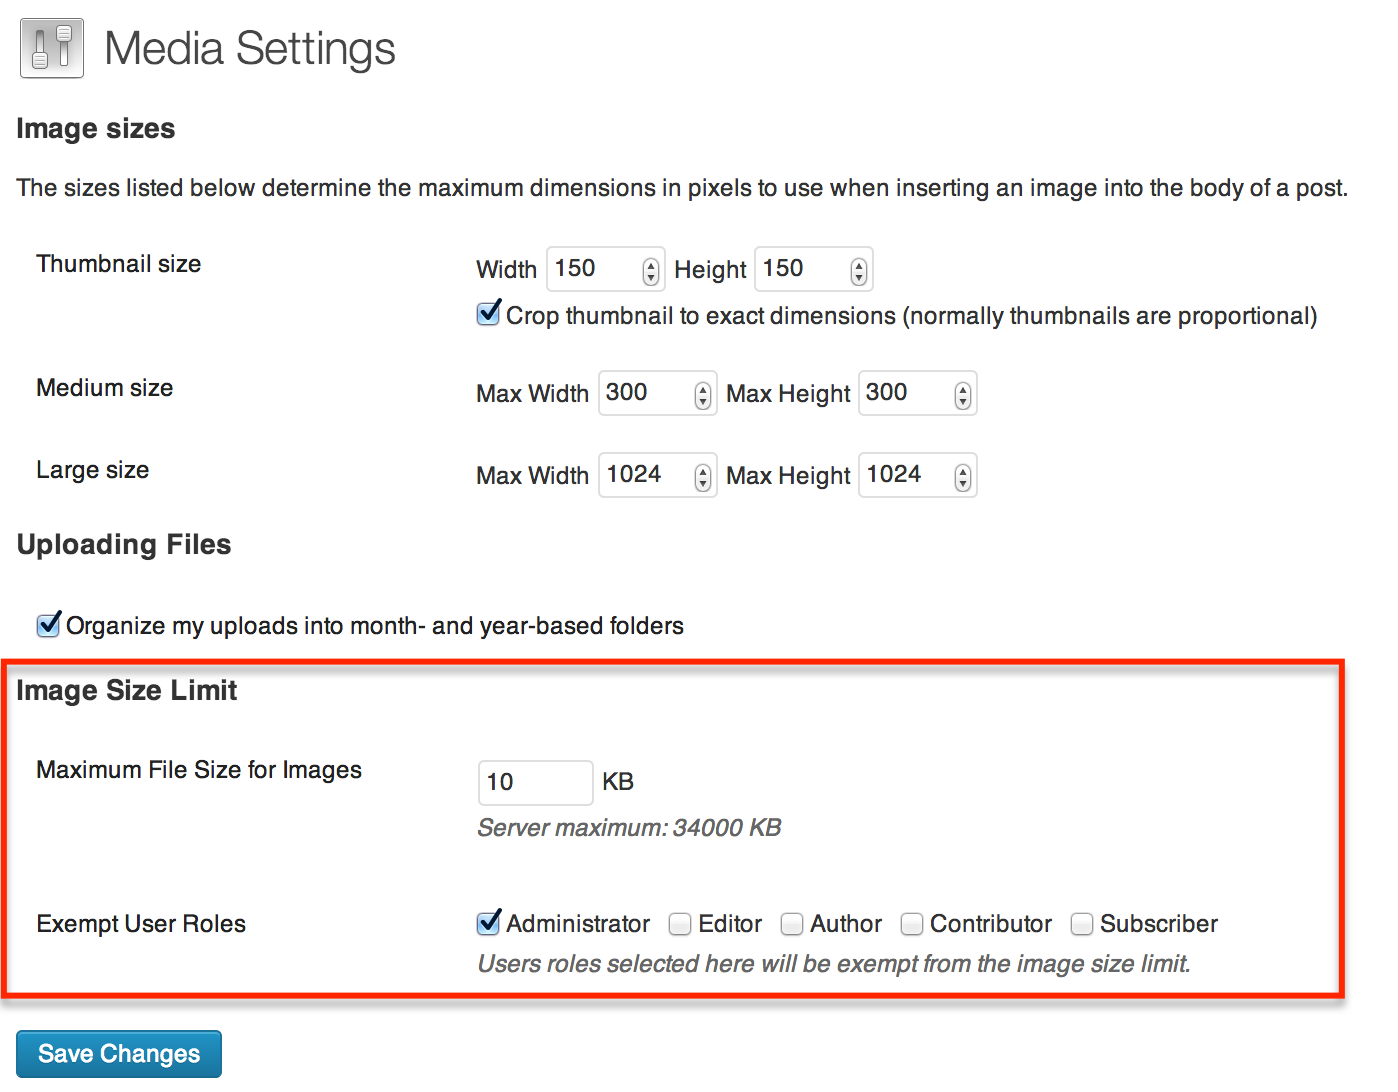 Media Settings
Image sizes
The sizes listed below determine the maximum dimensions in pixels to use when inserting an image into the body of a post.
Thumbnail size
Width 150 Height 150
Crop thumbnail to exact dimensions (normally thumbnails are proportional)
Medium size
Max Width 300 Max Height 300
Large size
Max Width 1024 Max Height 1024
Uploading Files
Organize my uploads into month- and year-based folders
Image Size Limit
Maximum File Size for Images
10 KB
Server maximum: 34000 KB
Exempt User Roles
Administrator Editor Author Contributor Subscriber
Users roles selected here will be exempt from the image size limit.
Save Changes